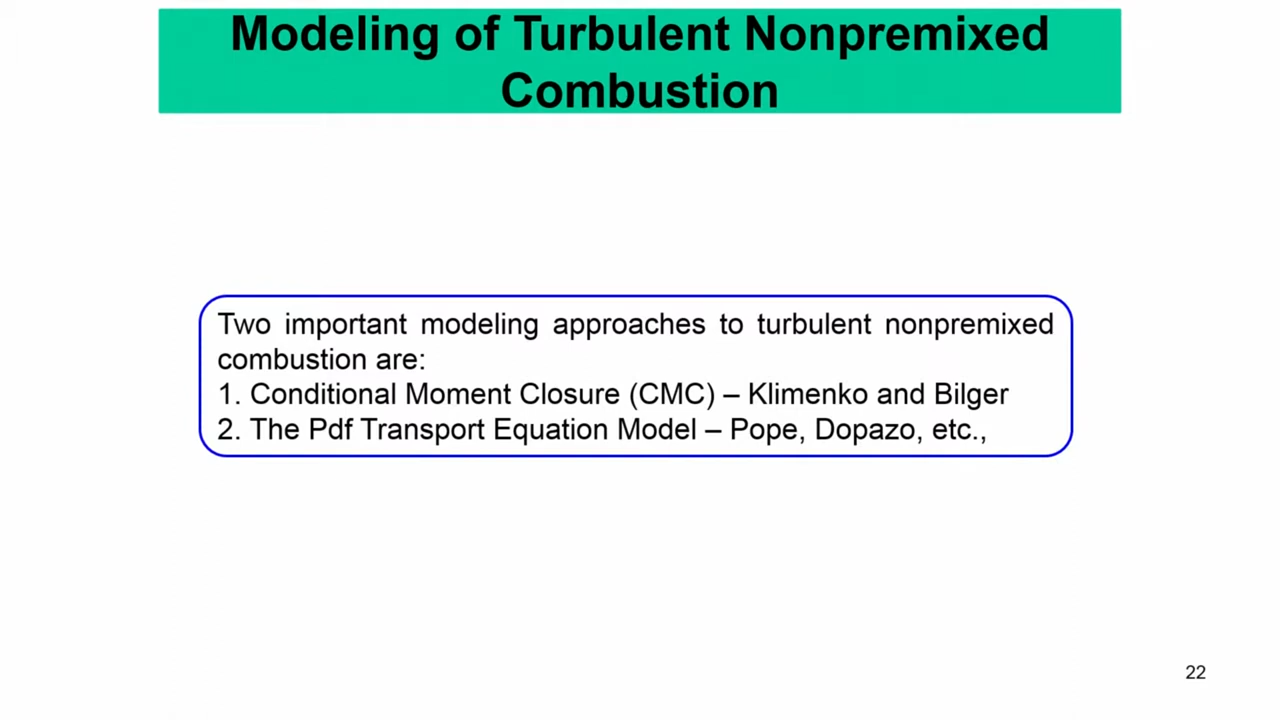 Modeling of Turbulent Nonpremixed
Combustion
Two important modeling approaches to turbulent nonpremixed
combustion are:
1. Conditional Moment Closure (CMC) – Klimenko and Bilger
2. The Pdf Transport Equation Model – Pope, Dopazo, etc.,
22